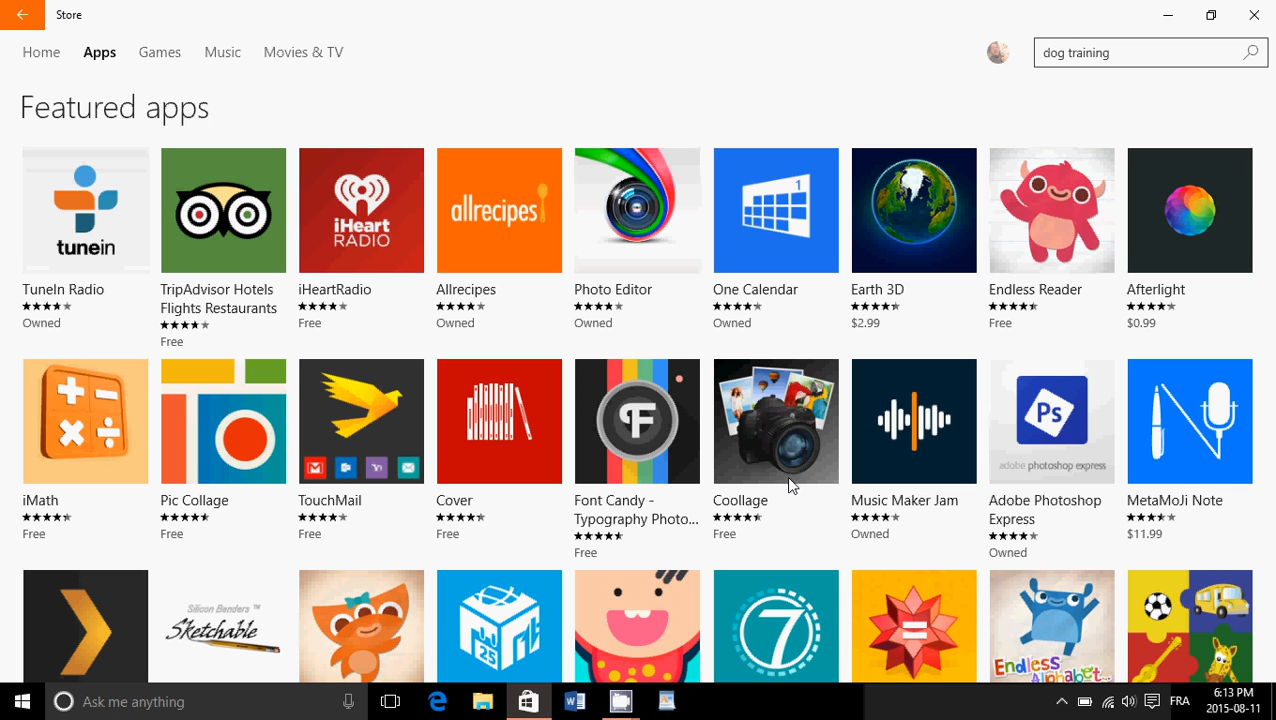 Store
Home Apps Games Music Movies & TV
dog training
Featured apps
tunein
iHeart
RADIO
allrecipes
1
TuneIn Radio
Owned
TripAdvisor Hotels
Flights Restaurants
Free
iHeartRadio
Free
Allrecipes
Owned
Photo Editor
Owned
One Calendar
Owned
Earth 3D
$2.99
Endless Reader
Free
Afterlight
$0.99
F
Ps
adobe photoshop express
iMath
Free
Pic Collage
Free
TouchMail
Free
Cover
Free
Font Candy -
Typography Photo...
Free
Coollage
Free
Music Maker Jam
Owned
Adobe Photoshop
Express
Owned
MetaMoJi Note
$11.99
Silicon Benders™
Sketchable
25
7
Endless
Alphabet
Ask me anything
FRA
6:13 PM
2015-08-11